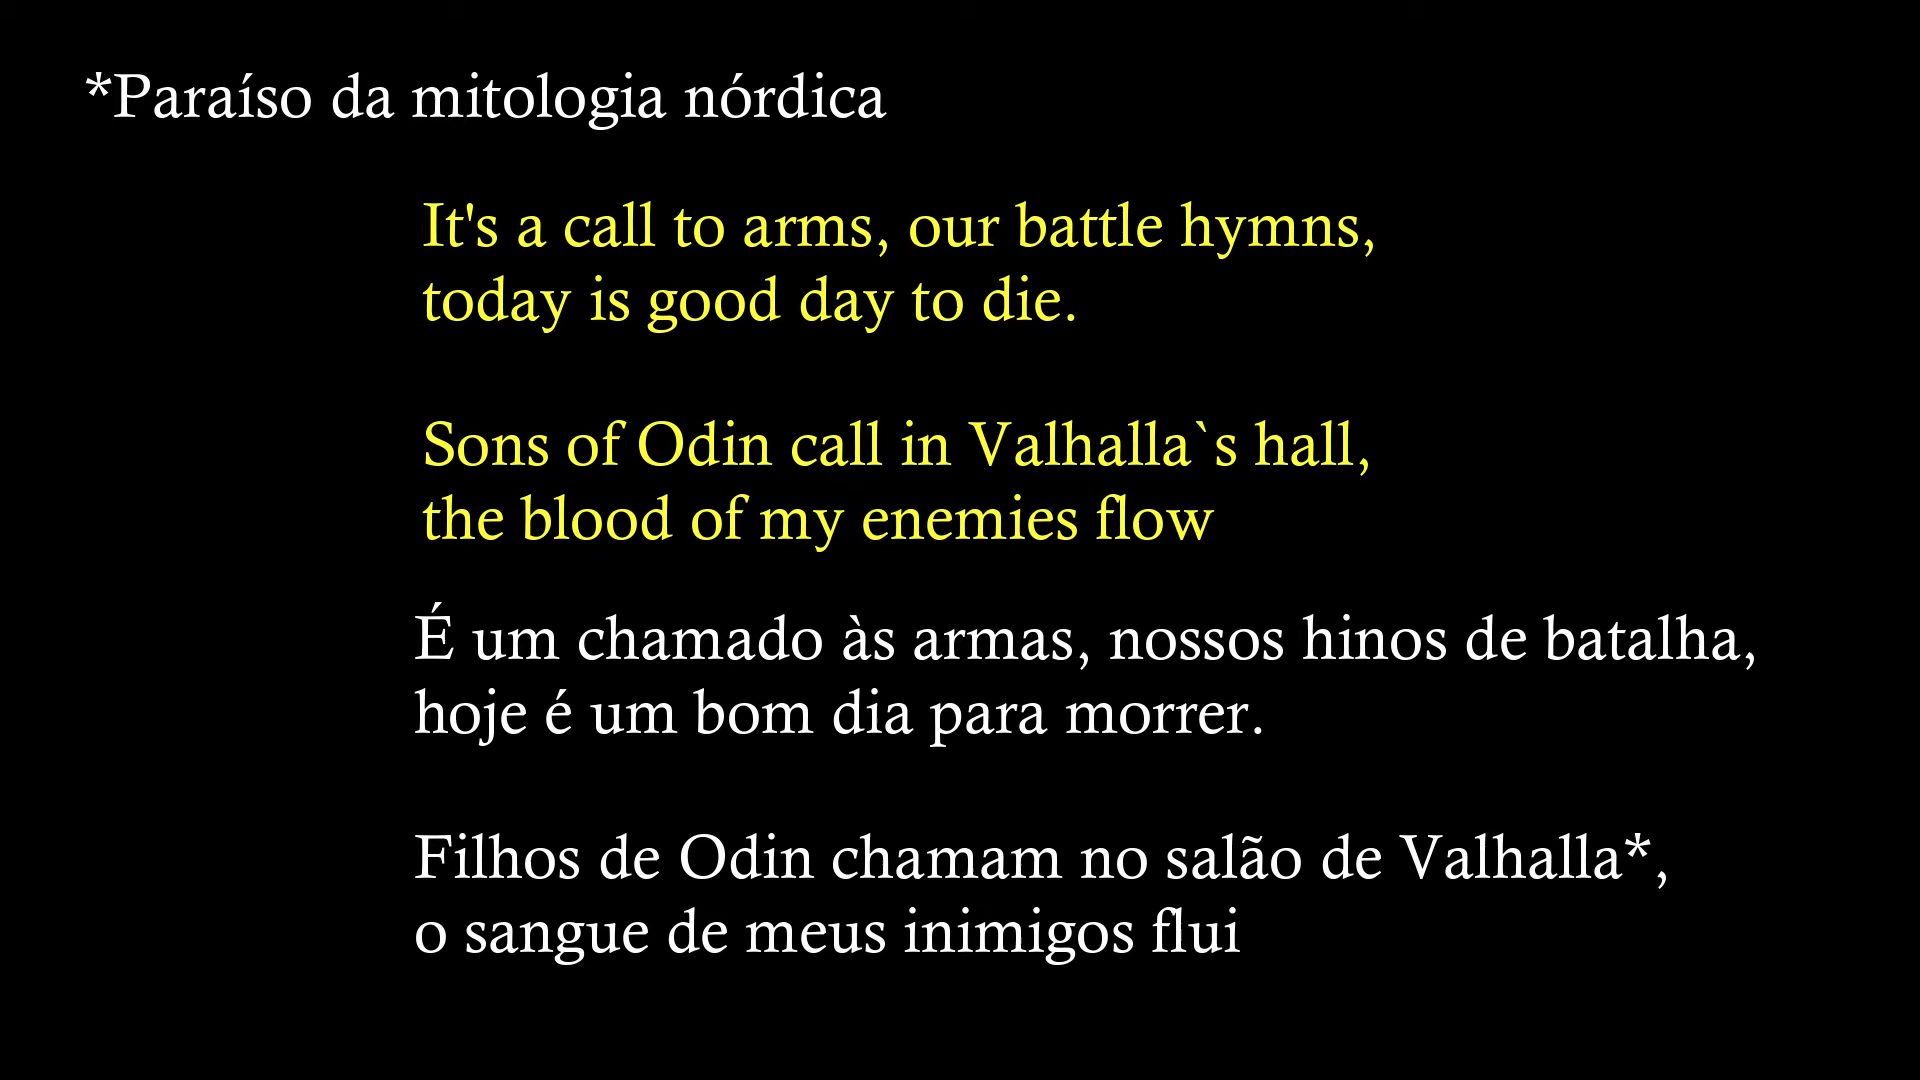 *Paraíso da mitologia nórdica
It's a call to arms, our battle hymns,
today is good day to die.
Sons of Odin call in Valhalla`s hall,
the blood of my enemies flow
É um chamado às armas, nossos hinos de batalha,
hoje é um bom dia para morrer.
Filhos de Odin chamam no salão de Valhalla*,
o sangue de meus inimigos flui